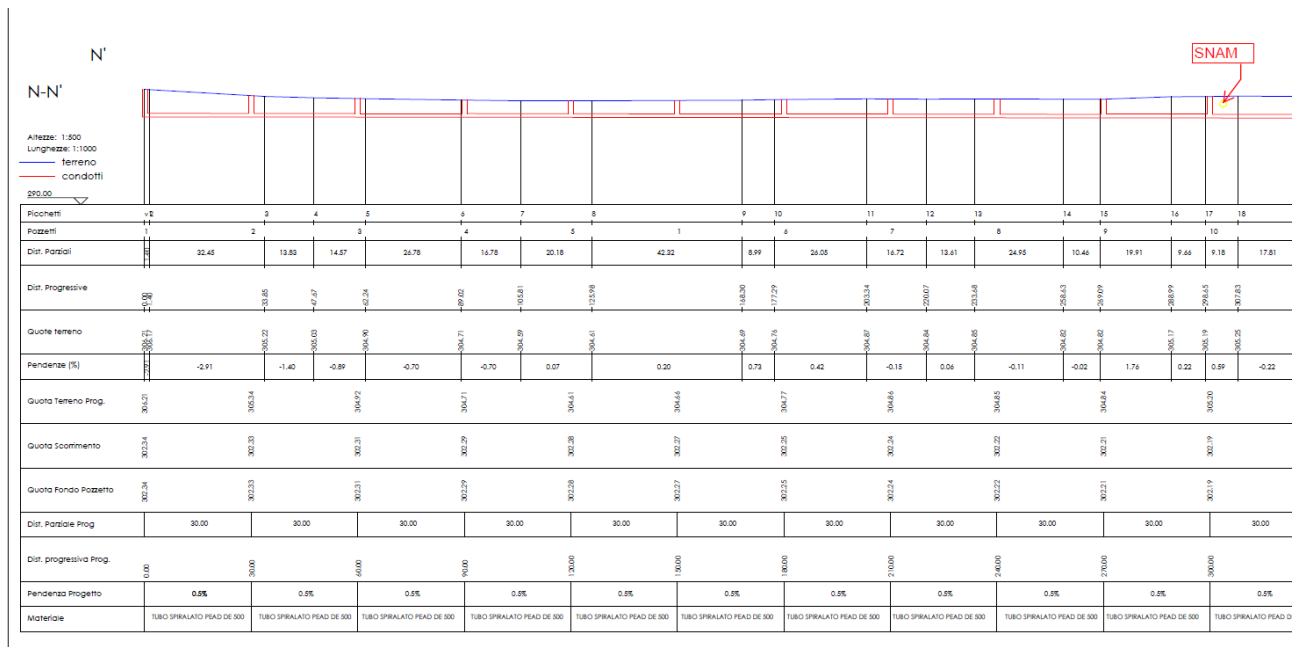 N'
SNAM
N-N'
Altezze: 1:500
Lunghezze: 1:1000
terreno
condotti
290.00
Picchetti 3 4 5 6 7 8 9 10 11 12 13 14 15 16 17 18
Pozzetti 1 2 3 4 5 1 6 7 8 9 10
Dist. Parziali 1.40 32.45 13.83 14.57 26.78 16.78 20.18 42.32 8.99 26.05 16.72 13.61 24.95 10.46 19.91 9.66 9.18 17.81
Dist. Progressive 0.00 1.40 33.85 47.67 62.24 89.02 105.81 125.98 168.30 177.29 203.34 220.07 233.68 258.63 269.09 288.99 298.65 307.83
Quote terreno 306.21 306.17 305.22 305.03 304.90 304.71 304.59 304.61 304.69 304.76 304.87 304.84 304.85 304.82 304.82 305.17 305.19 305.25
Pendenze (%) -2.91 -2.91 -1.40 -0.89 -0.70 -0.70 0.07 0.20 0.73 0.42 -0.15 0.06 -0.11 -0.02 1.76 0.22 0.59 -0.22
Quota Terreno Prog. 306.21 305.34 304.92 304.71 304.61 304.66 304.77 304.86 304.85 304.84 305.20
Quota Scorrimento 302.34 302.33 302.31 302.29 302.28 302.27 302.25 302.24 302.22 302.21 302.19
Quota Fondo Pozzetto 302.34 302.33 302.31 302.29 302.28 302.27 302.25 302.24 302.22 302.21 302.19
Dist. Parziale Prog 30.00 30.00 30.00 30.00 30.00 30.00 30.00 30.00 30.00 30.00 30.00
Dist. progressiva Prog. 0.00 30.00 60.00 90.00 120.00 150.00 180.00 210.00 240.00 270.00 300.00
Pendenza Progetto 0.5% 0.5% 0.5% 0.5% 0.5% 0.5% 0.5% 0.5% 0.5% 0.5% 0.5%
Materiale TUBO SPIRALATO PEAD DE 500 TUBO SPIRALATO PEAD DE 500 TUBO SPIRALATO PEAD DE 500 TUBO SPIRALATO PEAD DE 500 TUBO SPIRALATO PEAD DE 500 TUBO SPIRALATO PEAD DE 500 TUBO SPIRALATO PEAD DE 500 TUBO SPIRALATO PEAD DE 500 TUBO SPIRALATO PEAD DE 500 TUBO SPIRALATO PEAD DE 500 TUBO SPIRALATO PEAD D